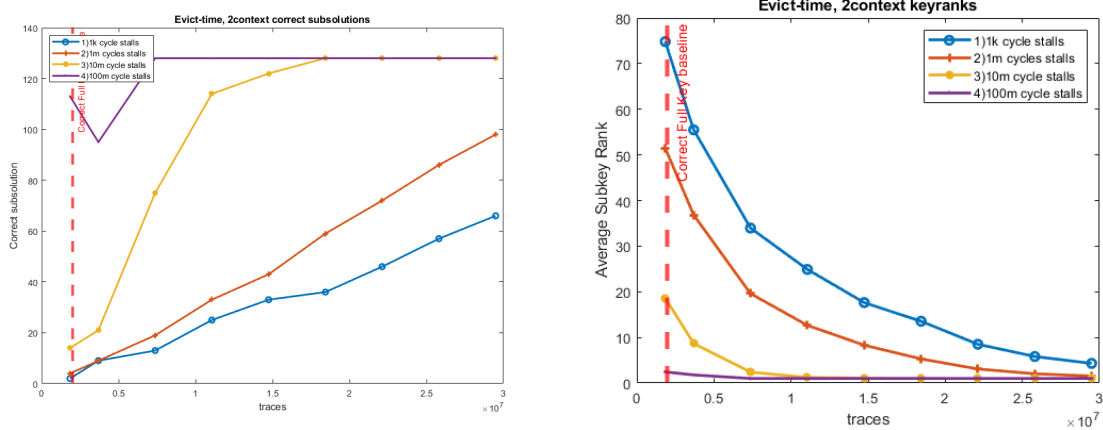 Evict-time, 2context correct subsolutions
140
120
100
80
60
40
20
0
Correct subsolution
1)1k cycle stalls
2)1m cycles stalls
3)10m cycle stalls
4)100m cycle stalls
Correct Full
0 0.5 1 1.5 2 2.5 3
×10⁷
traces
Evict-time, 2context keyranks
80
70
60
50
40
30
20
10
0
Average Subkey Rank
1)1k cycle stalls
2)1m cycles stalls
3)10m cycle stalls
4)100m cycle stalls
Correct Full Key baseline
0 0.5 1 1.5 2 2.5 3
×10⁷
traces